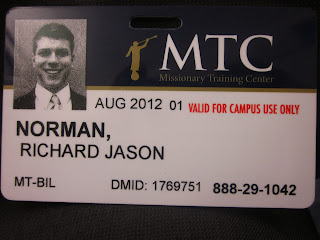 MTC
Missionary Training Center
AUG 2012 01 VALID FOR CAMPUS USE ONLY
NORMAN,
RICHARD JASON
MT-BIL DMID: 1769751 888-29-1042